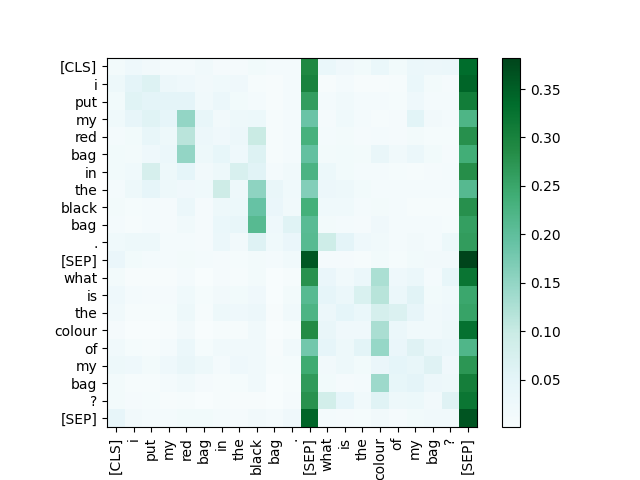 [CLS]
i
put
my
red
bag
in
the
black
bag
.
[SEP]
what
is
the
colour
of
my
bag
?
[SEP]
[CLS]
i
put
my
red
bag
in
the
black
bag
.
[SEP]
what
is
the
colour
of
my
bag
?
[SEP]
0.35
0.30
0.25
0.20
0.15
0.10
0.05